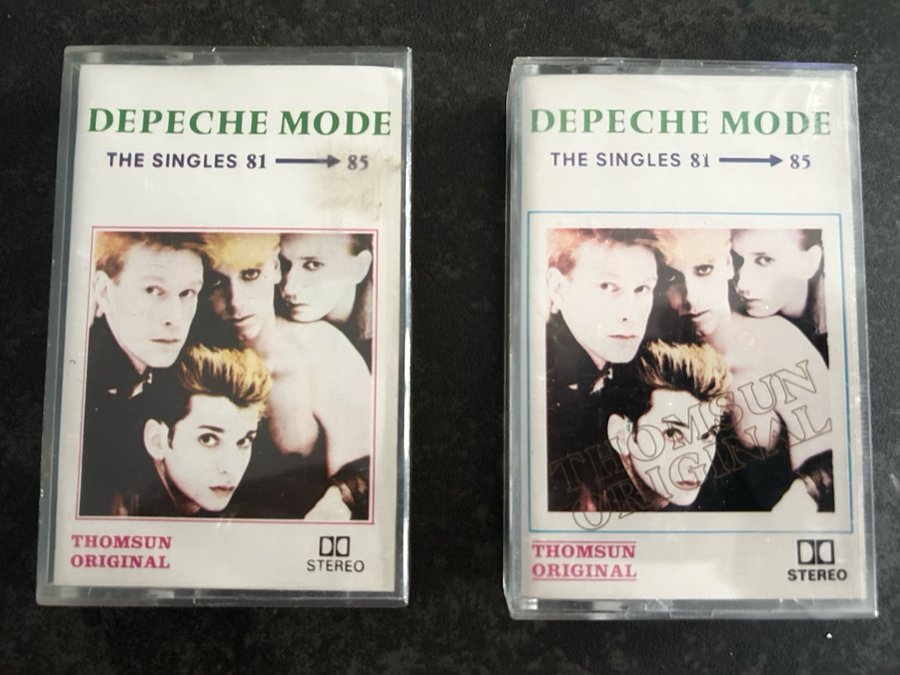 DEPECHE MODE
THE SINGLES 81 → 85
THOMSUN
ORIGINAL
STEREO
DEPECHE MODE
THE SINGLES 81 → 85
THOMSUN
ORIGINAL
THOMSUN
ORIGINAL
STEREO